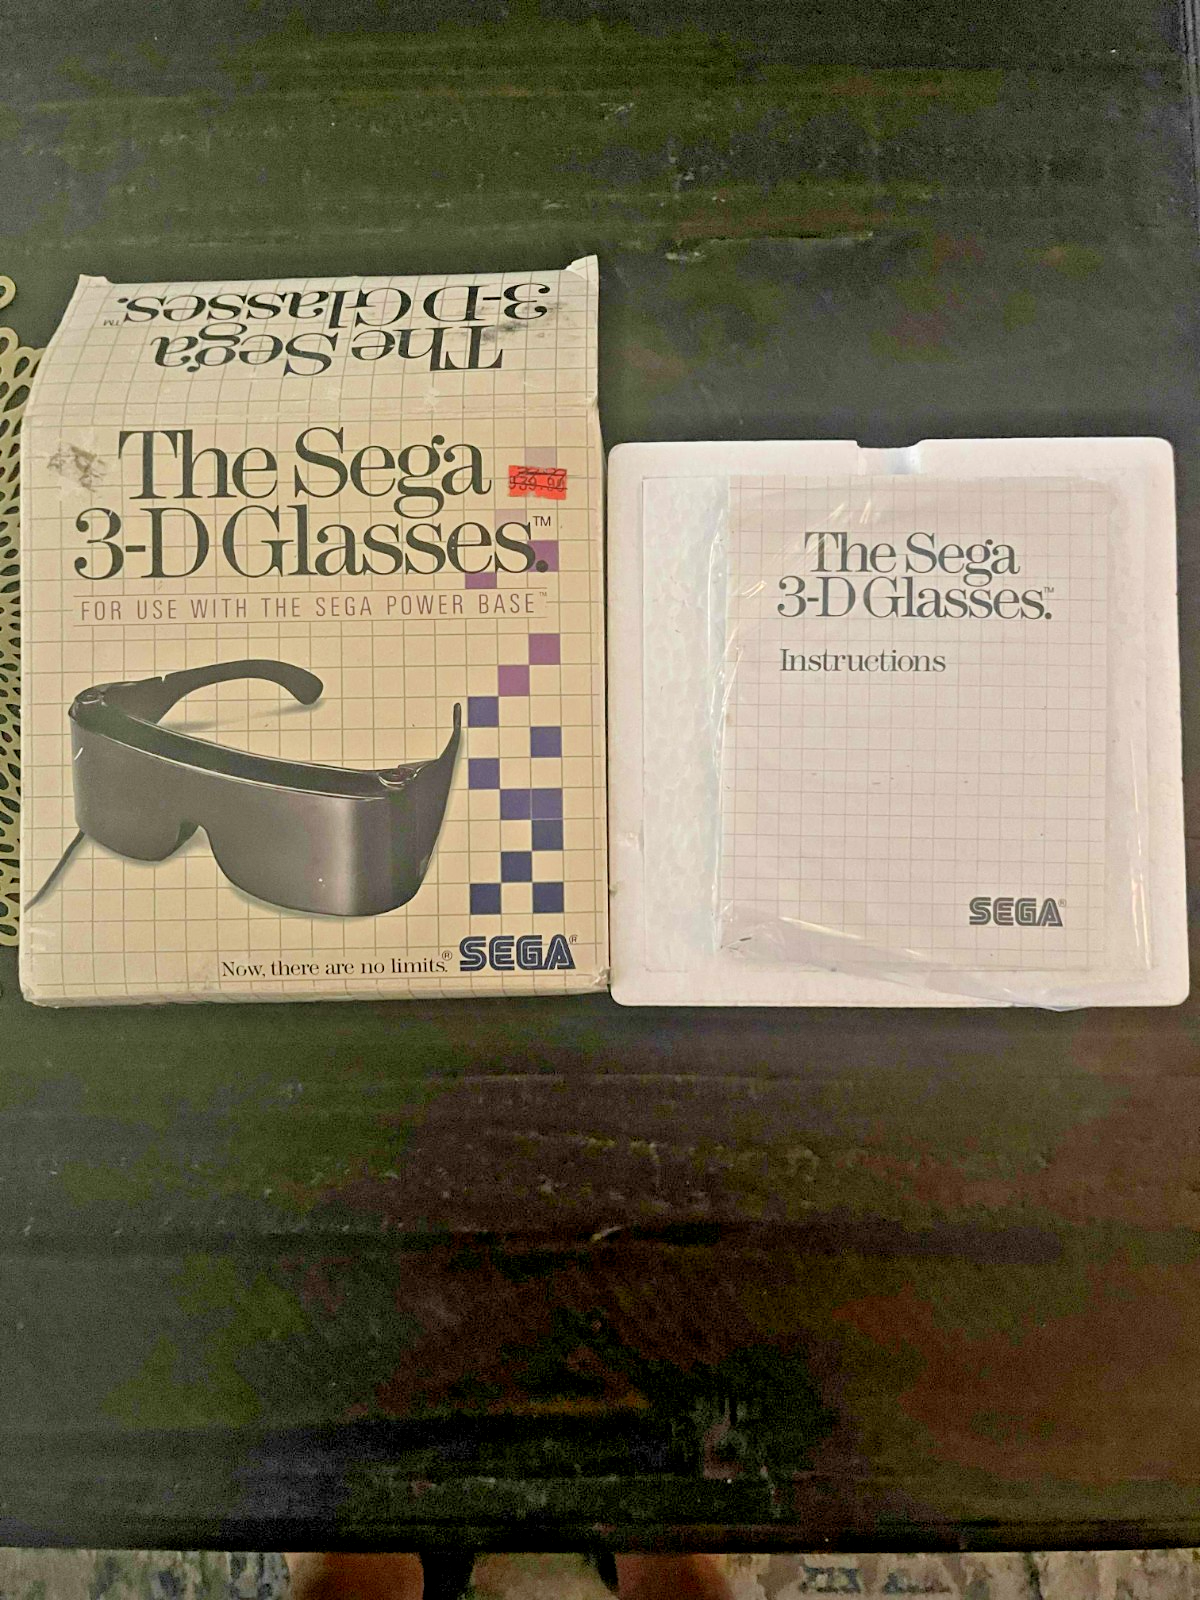 The Sega
3-D Glasses.™
The Sega
3-D Glasses.™
FOR USE WITH THE SEGA POWER BASE™
Now, there are no limits.®
SEGA®
The Sega
3-D Glasses.™
Instructions
SEGA®